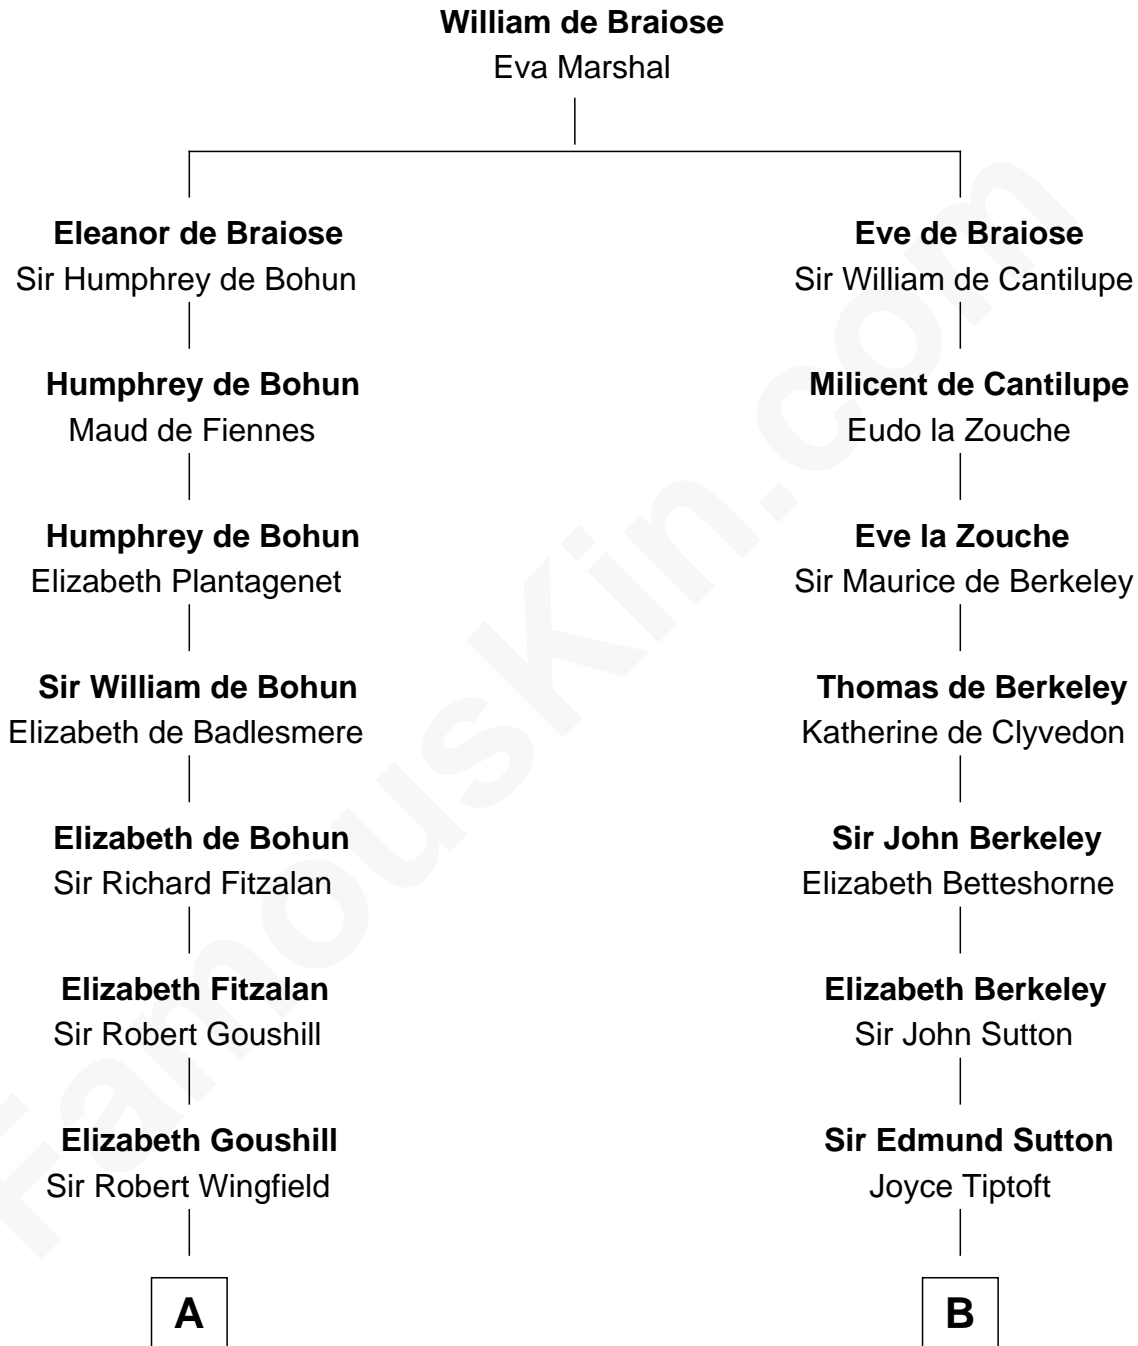 William de Braiose
Eva Marshal
Eleanor de Braiose
Sir Humphrey de Bohun
Eve de Braiose
Sir William de Cantilupe
Humphrey de Bohun
Maud de Fiennes
Milicent de Cantilupe
Eudo la Zouche
Humphrey de Bohun
Elizabeth Plantagenet
Eve la Zouche
Sir Maurice de Berkeley
Sir William de Bohun
Elizabeth de Badlesmere
Thomas de Berkeley
Katherine de Clyvedon
Elizabeth de Bohun
Sir Richard Fitzalan
Sir John Berkeley
Elizabeth Betteshorne
Elizabeth Fitzalan
Sir Robert Goushill
Elizabeth Berkeley
Sir John Sutton
Elizabeth Goushill
Sir Robert Wingfield
Sir Edmund Sutton
Joyce Tiptoft
A
B
FamousKin.com